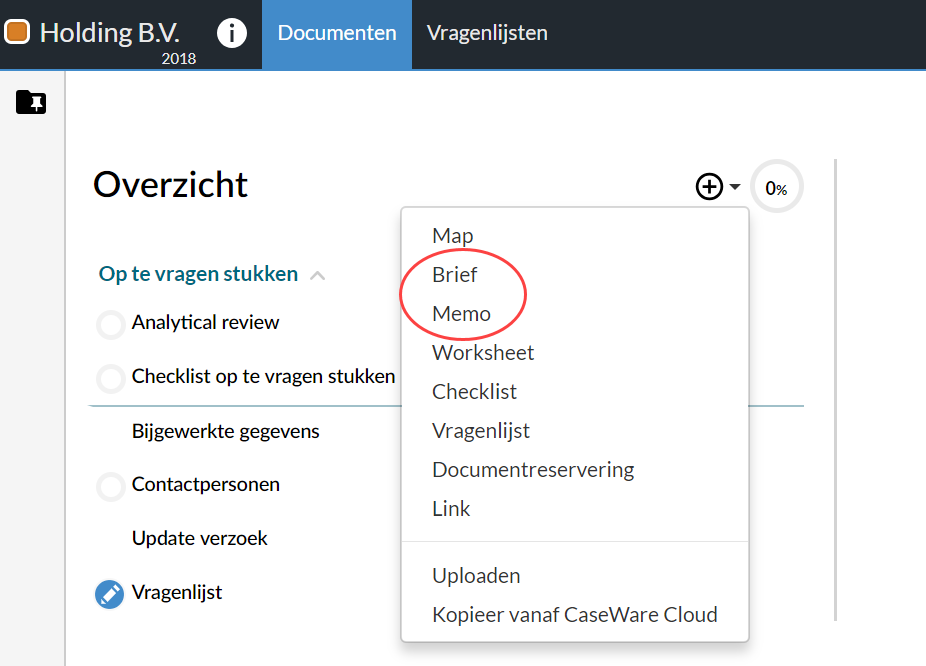 Holding B.V.
2018
Documenten
Vragenlijsten
Overzicht
0%
Map
Brief
Memo
Worksheet
Checklist
Vragenlijst
Documentreservering
Link
Uploaden
Kopieer vanaf CaseWare Cloud
Op te vragen stukken
Analytical review
Checklist op te vragen stukken
Bijgewerkte gegevens
Contactpersonen
Update verzoek
Vragenlijst